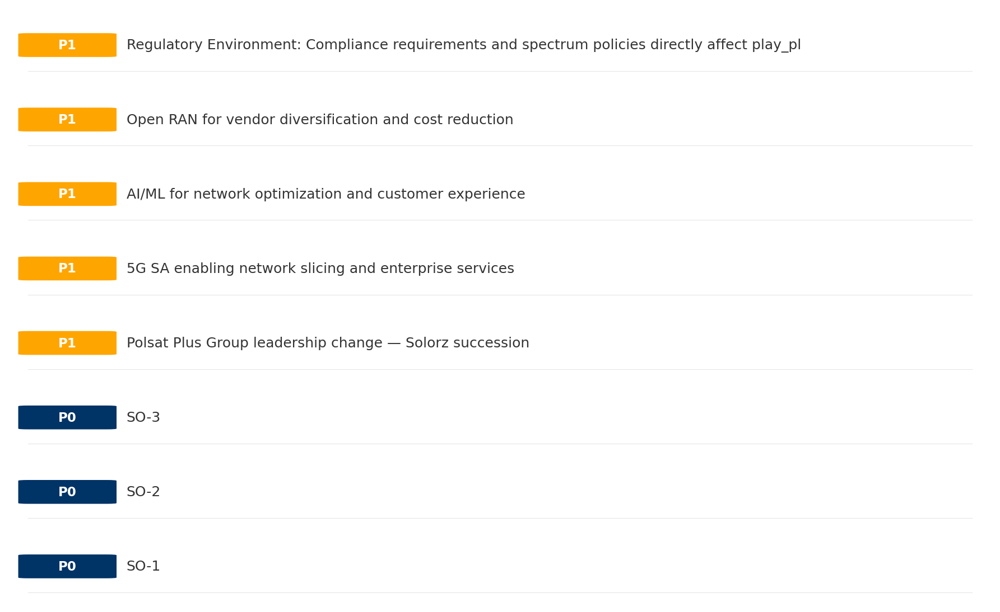 P1 Regulatory Environment: Compliance requirements and spectrum policies directly affect play_pl
P1 Open RAN for vendor diversification and cost reduction
P1 AI/ML for network optimization and customer experience
P1 5G SA enabling network slicing and enterprise services
P1 Polsat Plus Group leadership change — Solorz succession
P0 SO-3
P0 SO-2
P0 SO-1